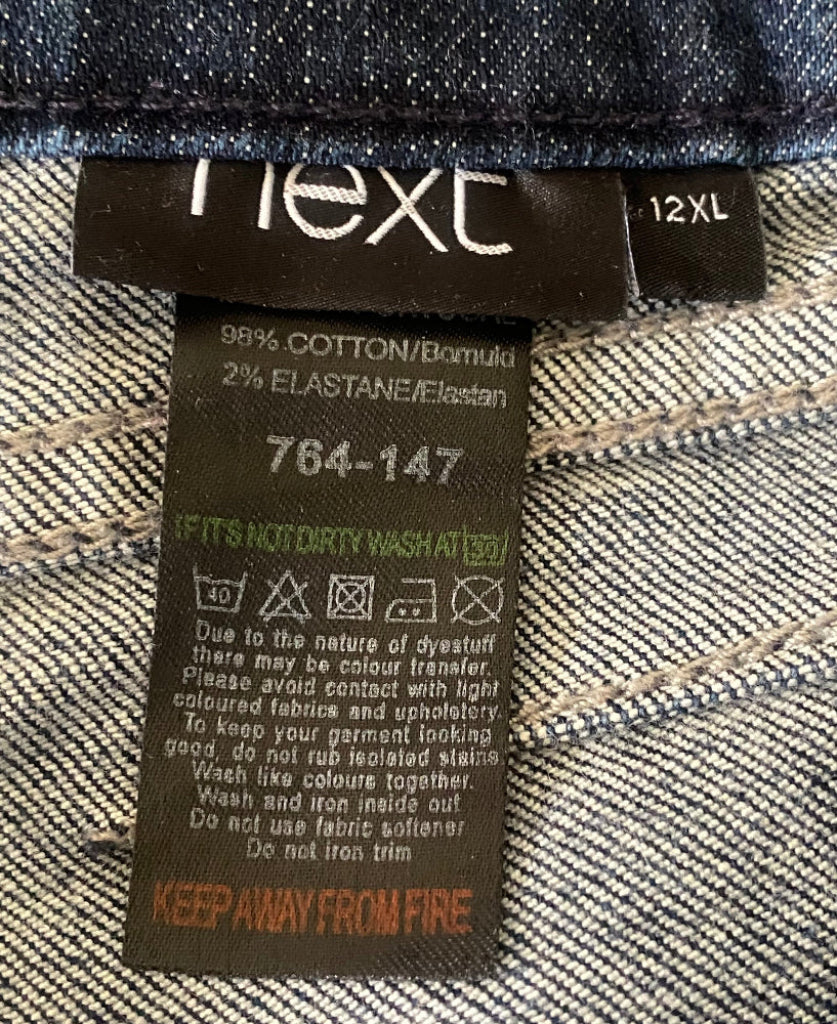 next
12XL
98% COTTON/Bomuld
2% ELASTANE/Elastan
764-147
IF IT'S NOT DIRTY WASH AT 30!
40
Due to the nature of dyestuff
there may be colour transfer.
Please avoid contact with light
coloured fabrics and upholstery.
To keep your garment looking
good, do not rub isolated stains
Wash like colours together.
Wash and iron inside out
Do not use fabric softener
Do not iron trim
KEEP AWAY FROM FIRE